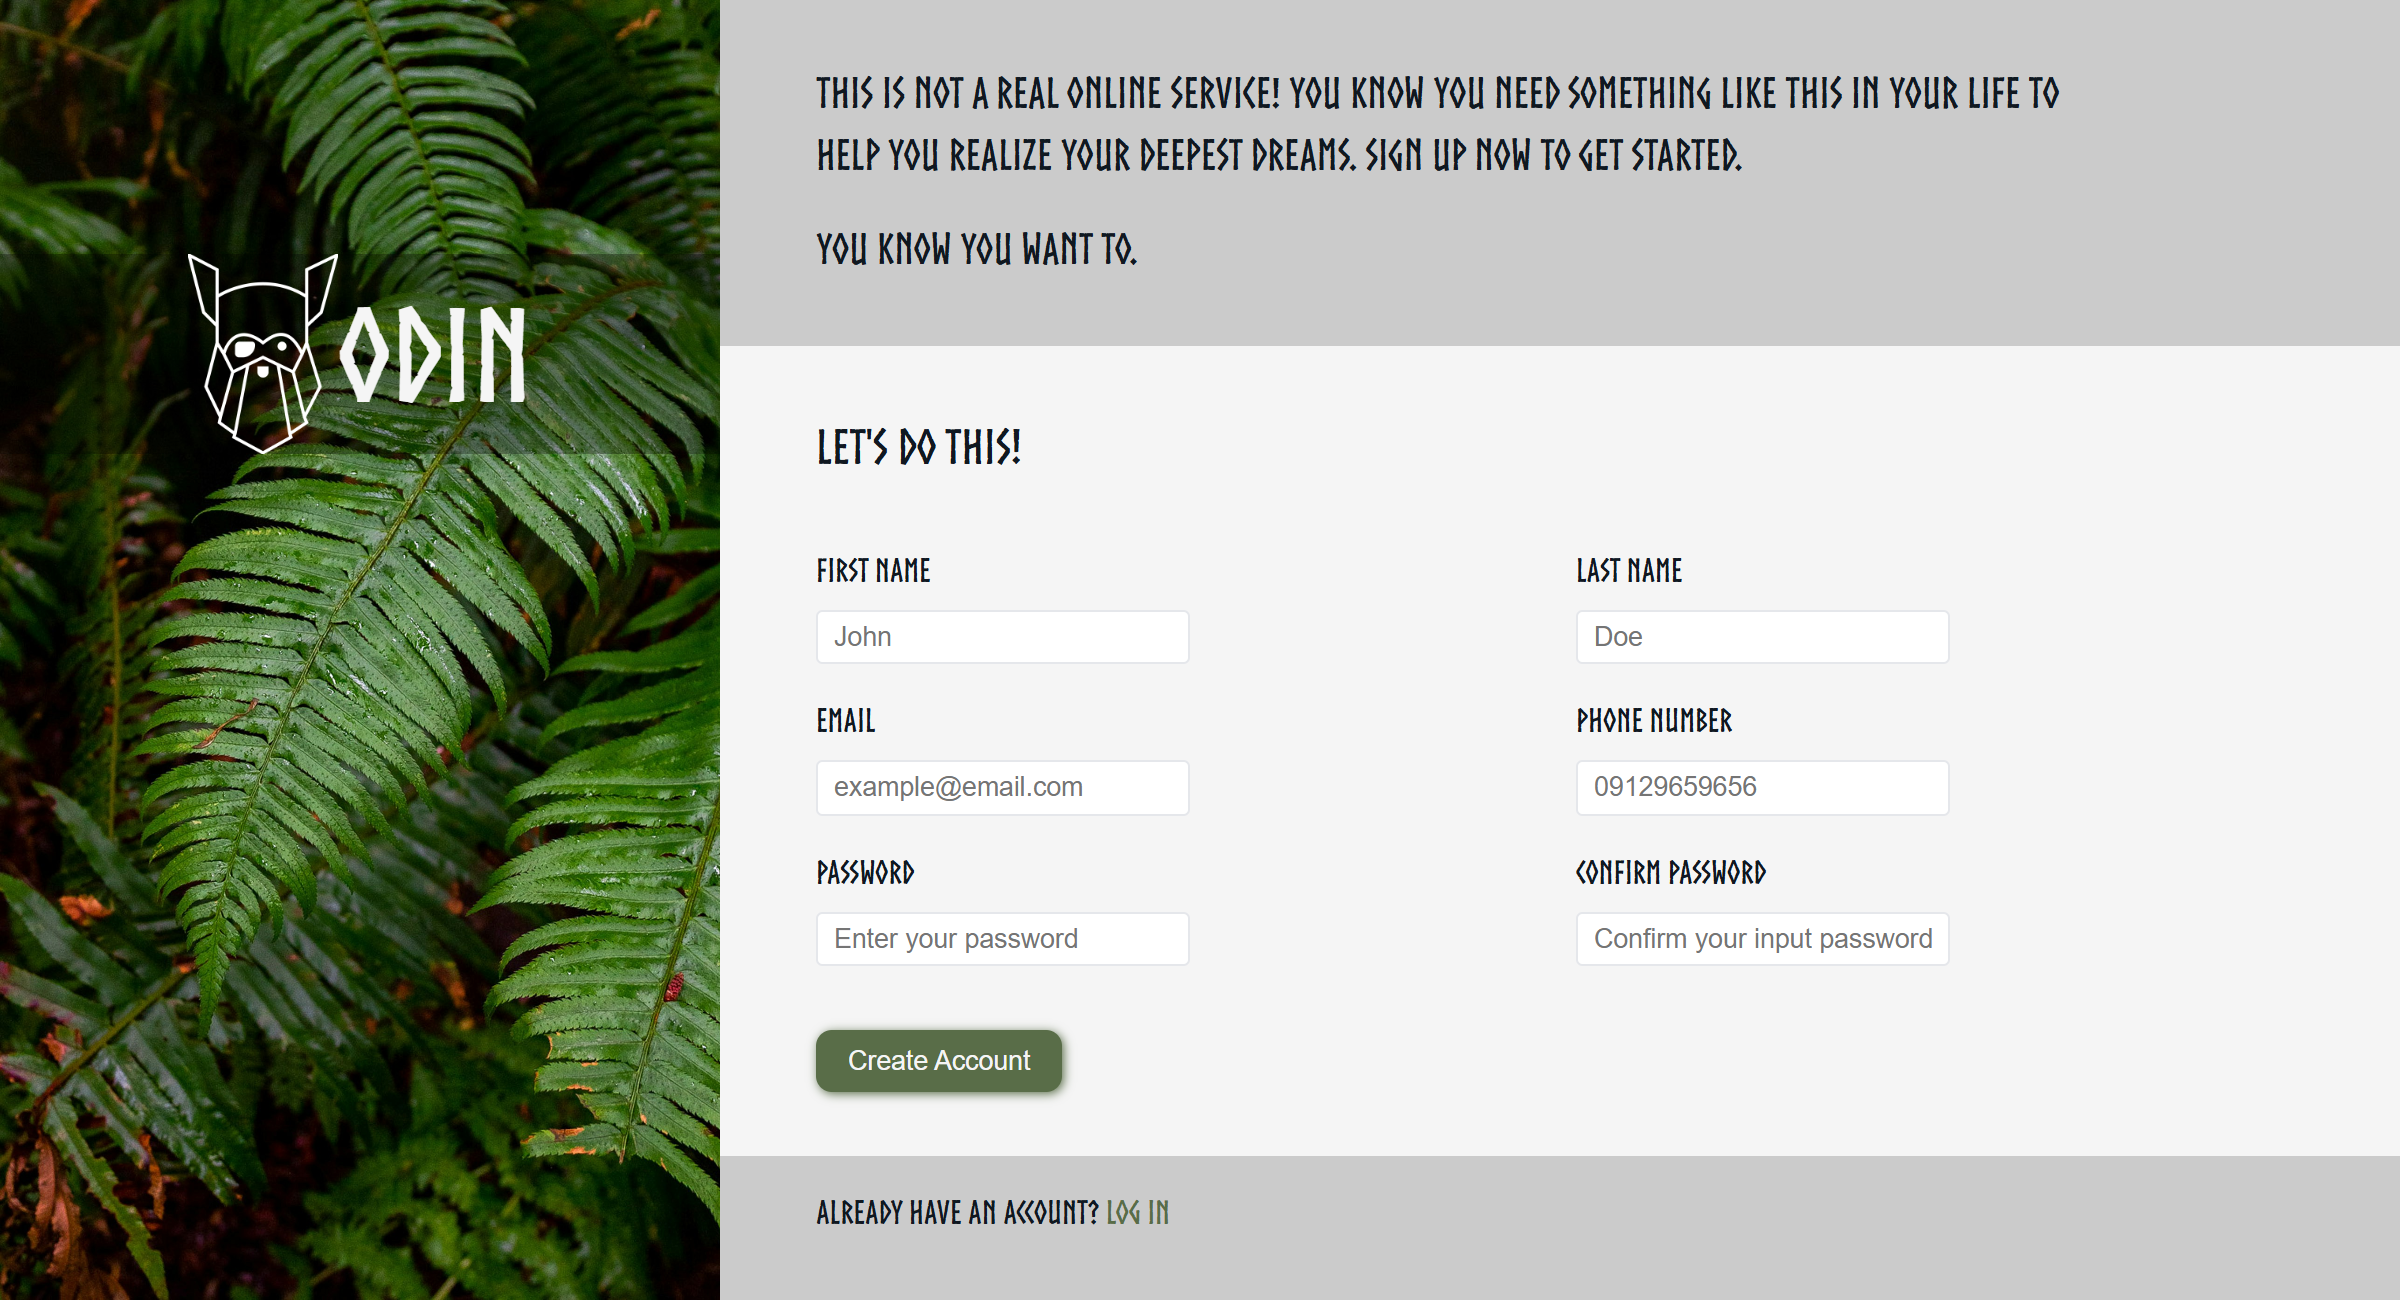 ODIN
THIS IS NOT A REAL ONLINE SERVICE! YOU KNOW YOU NEED SOMETHING LIKE THIS IN YOUR LIFE TO
HELP YOU REALIZE YOUR DEEPEST DREAMS. SIGN UP NOW TO GET STARTED.
YOU KNOW YOU WANT TO.
LET'S DO THIS!
FIRST NAME
LAST NAME
John
Doe
EMAIL
PHONE NUMBER
example@email.com
09129659656
PASSWORD
CONFIRM PASSWORD
Enter your password
Confirm your input password
Create Account
ALREADY HAVE AN ACCOUNT? LOG IN